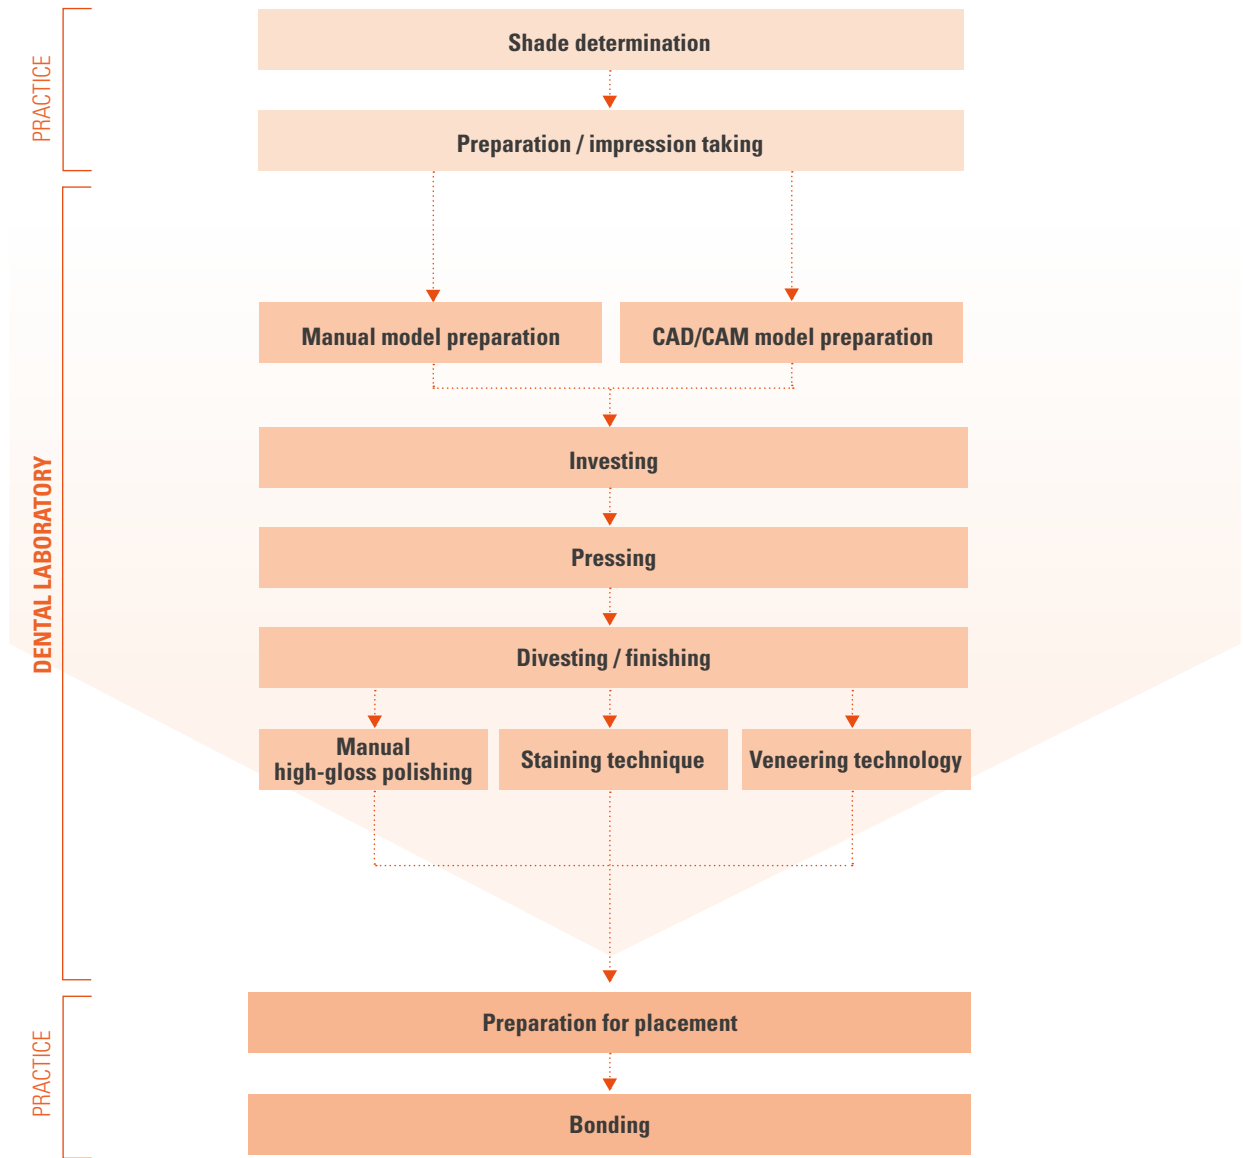 PRACTICE
Shade determination
Preparation / impression taking
DENTAL LABORATORY
Manual model preparation
CAD/CAM model preparation
Investing
Pressing
Divesting / finishing
Manual
high-gloss polishing
Staining technique
Veneering technology
PRACTICE
Preparation for placement
Bonding